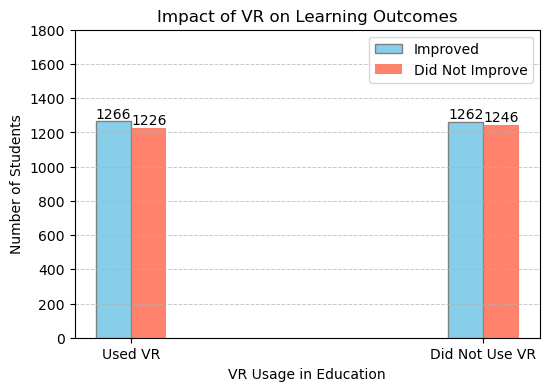 Impact of VR on Learning Outcomes
Number of Students
1800
1600
1400
1200
1000
800
600
400
200
0
Improved
Did Not Improve
1266
1226
1262
1246
Used VR
Did Not Use VR
VR Usage in Education